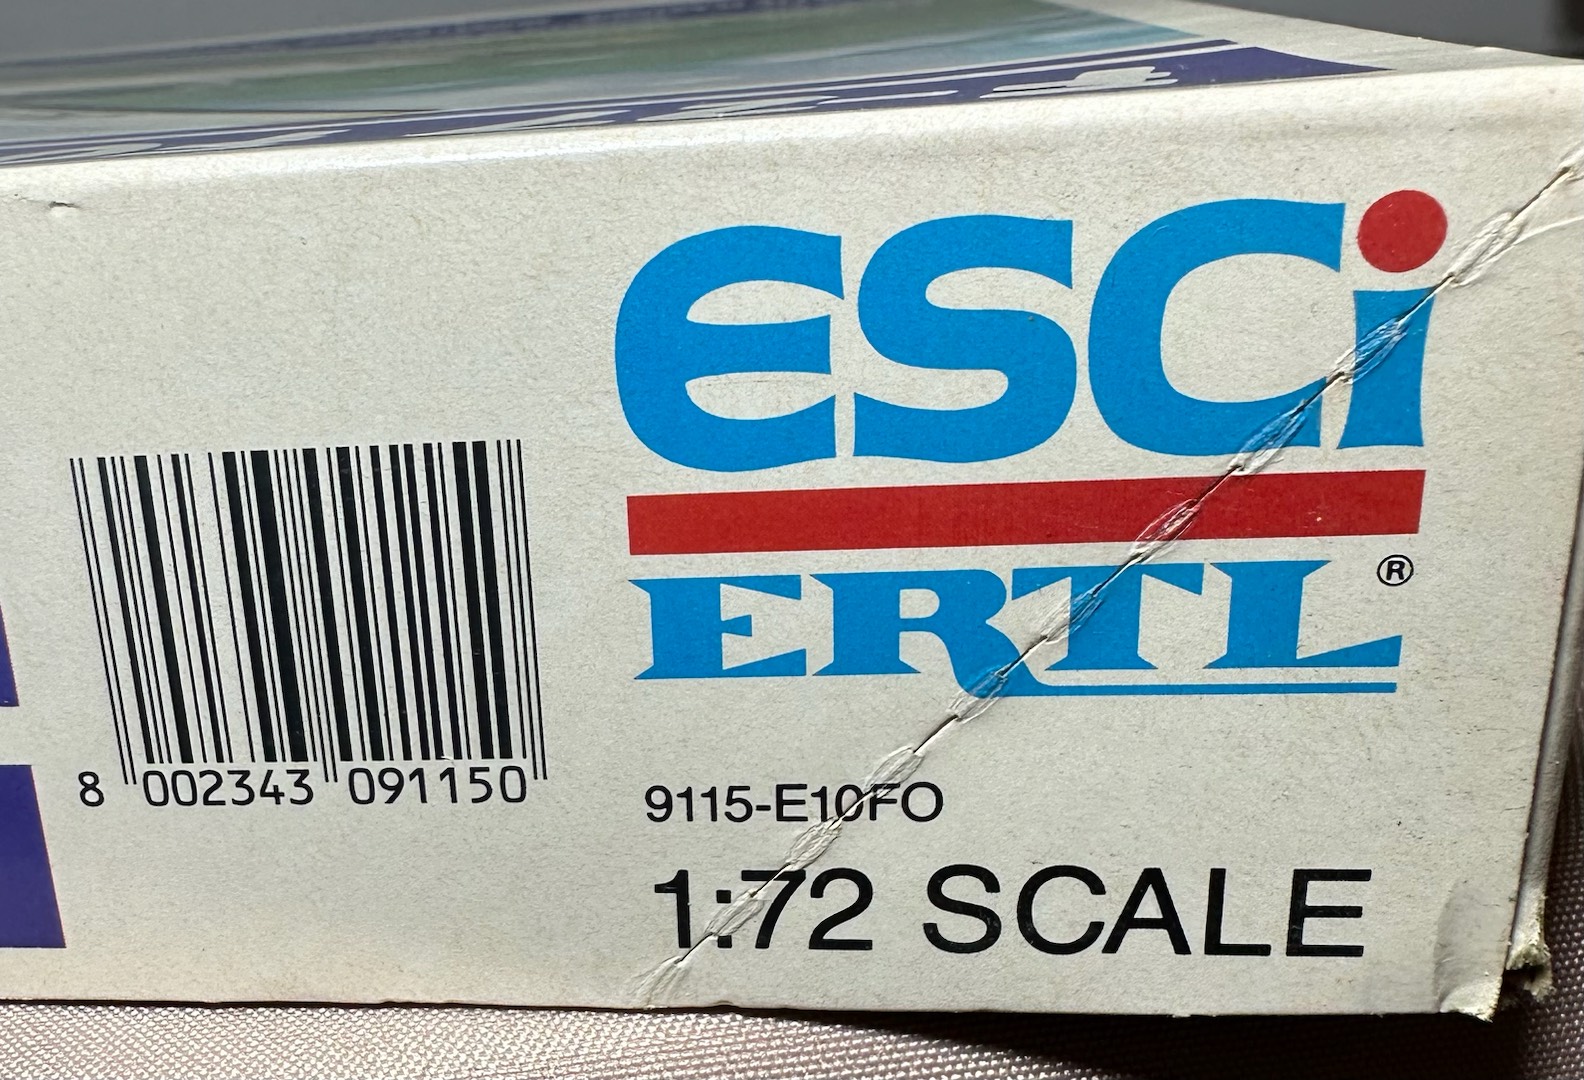 ESCi
ERTL®
8 002343 091150
9115-E10FO
1:72 SCALE